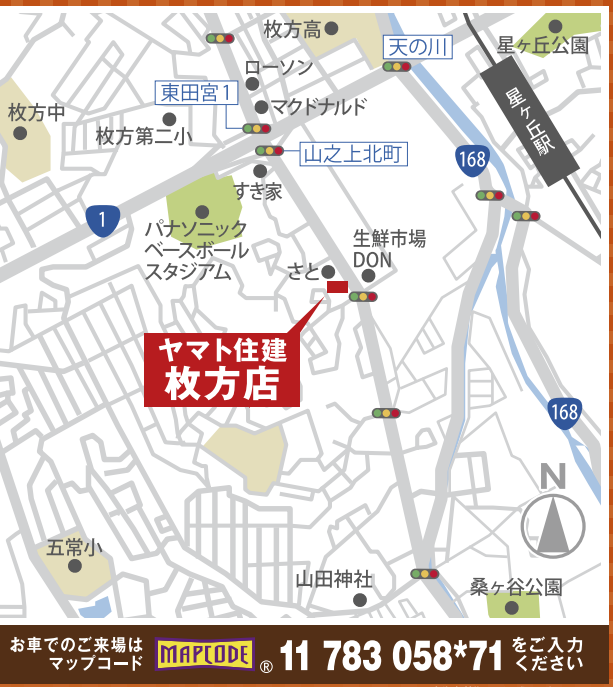 枚方高
天の川
星ヶ丘公園
ローソン
東田宮1
マクドナルド
星ヶ丘駅
枚方中
枚方第二小
山之上北町
168
すき家
1
パナソニック
ベースボール
スタジアム
生鮮市場
DON
さと
ヤマト住建
枚方店
168
N
五常小
山田神社
桑ヶ谷公園
お車でのご来場は
マップコード
MAPCODE
® 11 783 058*71
をご入力
ください